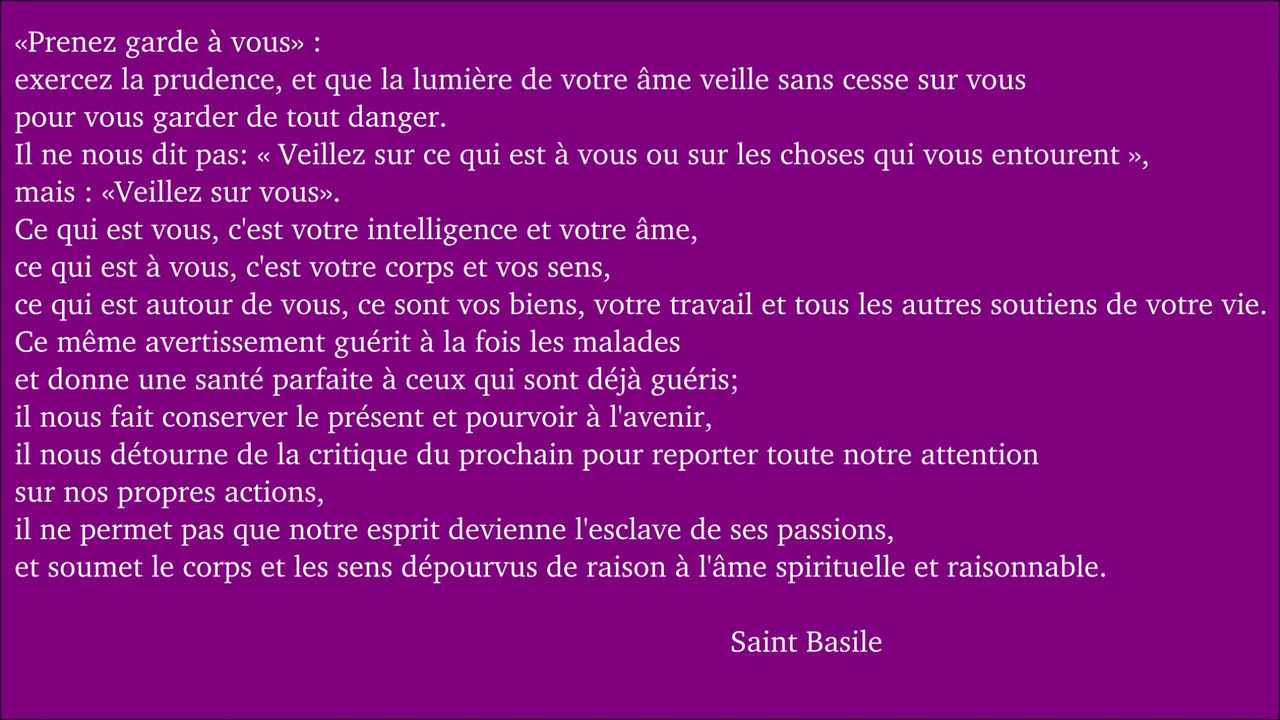 «Prenez garde à vous» :
exercez la prudence, et que la lumière de votre âme veille sans cesse sur vous
pour vous garder de tout danger.
Il ne nous dit pas: « Veillez sur ce qui est à vous ou sur les choses qui vous entourent »,
mais : «Veillez sur vous».
Ce qui est vous, c'est votre intelligence et votre âme,
ce qui est à vous, c'est votre corps et vos sens,
ce qui est autour de vous, ce sont vos biens, votre travail et tous les autres soutiens de votre vie.
Ce même avertissement guérit à la fois les malades
et donne une santé parfaite à ceux qui sont déjà guéris;
il nous fait conserver le présent et pourvoir à l'avenir,
il nous détourne de la critique du prochain pour reporter toute notre attention
sur nos propres actions,
il ne permet pas que notre esprit devienne l'esclave de ses passions,
et soumet le corps et les sens dépourvus de raison à l'âme spirituelle et raisonnable.
Saint Basile